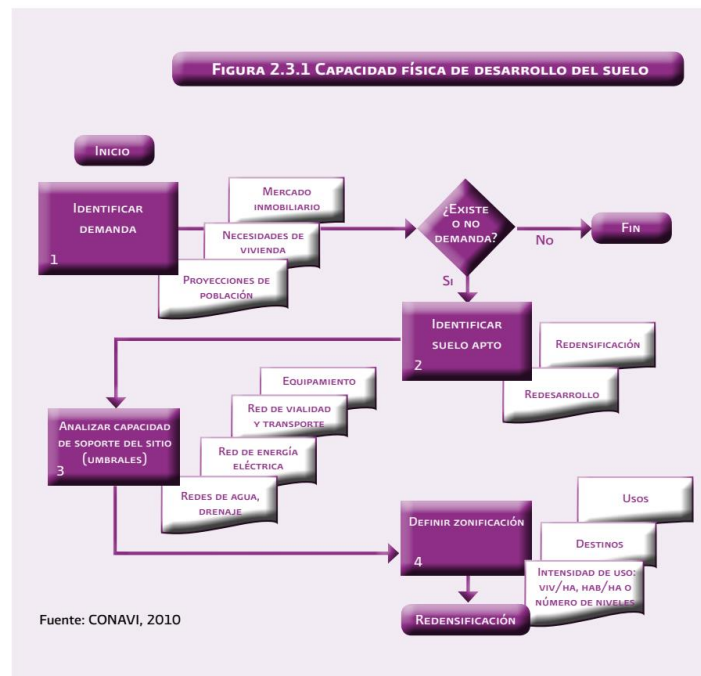 FIGURA 2.3.1 CAPACIDAD FÍSICA DE DESARROLLO DEL SUELO
INICIO
IDENTIFICAR
DEMANDA
1
MERCADO
INMOBILIARIO
NECESIDADES DE
VIVIENDA
PROYECCIONES DE
POBLACIÓN
¿EXISTE
O NO
DEMANDA?
NO
FIN
SI
IDENTIFICAR
SUELO APTO
2
REDENSIFICACIÓN
REDESARROLLO
ANALIZAR CAPACIDAD
DE SOPORTE DEL SITIO
(UMBRALES)
3
EQUIPAMIENTO
RED DE VIALIDAD
Y TRANSPORTE
RED DE ENERGÍA
ELÉCTRICA
REDES DE AGUA,
DRENAJE
DEFINIR ZONIFICACIÓN
4
USOS
DESTINOS
INTENSIDAD DE USO:
VIV/HA, HAB/HA O
NÚMERO DE NIVELES
REDENSIFICACIÓN
Fuente: CONAVI, 2010